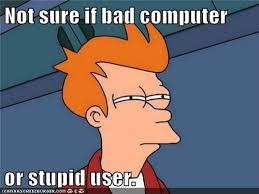 Not sure if bad computer
or stupid user.